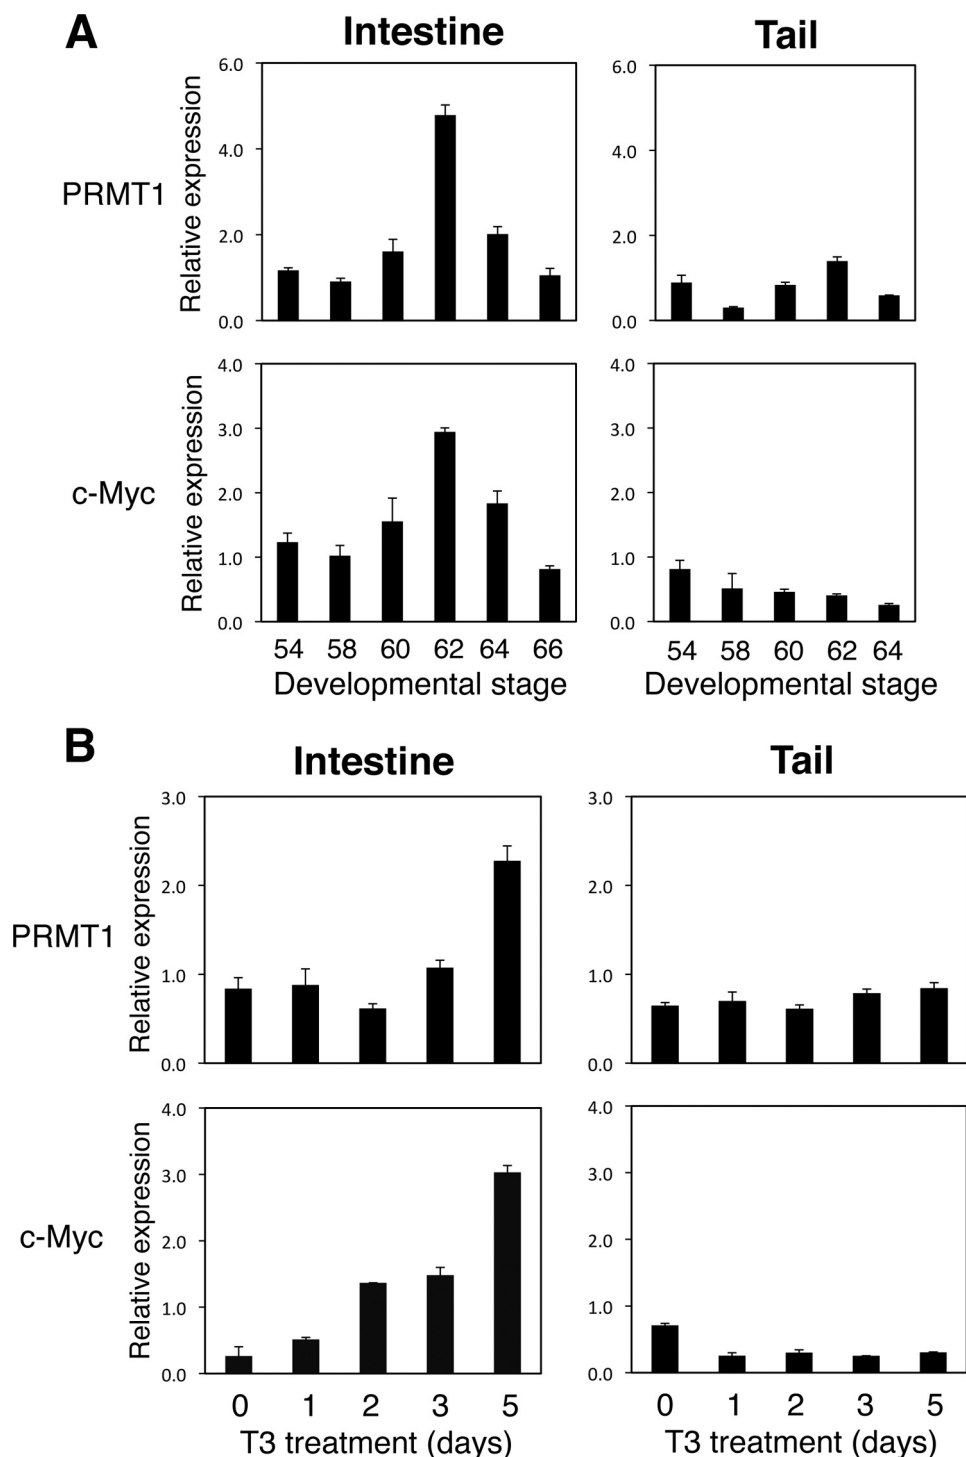 A
Intestine
Tail
PRMT1
Relative expression
6.0
4.0
2.0
0.0
6.0
4.0
2.0
0.0
c-Myc
Relative expression
4.0
3.0
2.0
1.0
0.0
4.0
3.0
2.0
1.0
0.0
54 58 60 62 64 66
54 58 60 62 64
Developmental stage
Developmental stage
B
Intestine
Tail
PRMT1
Relative expression
3.0
2.0
1.0
0.0
3.0
2.0
1.0
0.0
c-Myc
Relative expression
4.0
3.0
2.0
1.0
0.0
4.0
3.0
2.0
1.0
0.0
0 1 2 3 5
0 1 2 3 5
T3 treatment (days)
T3 treatment (days)